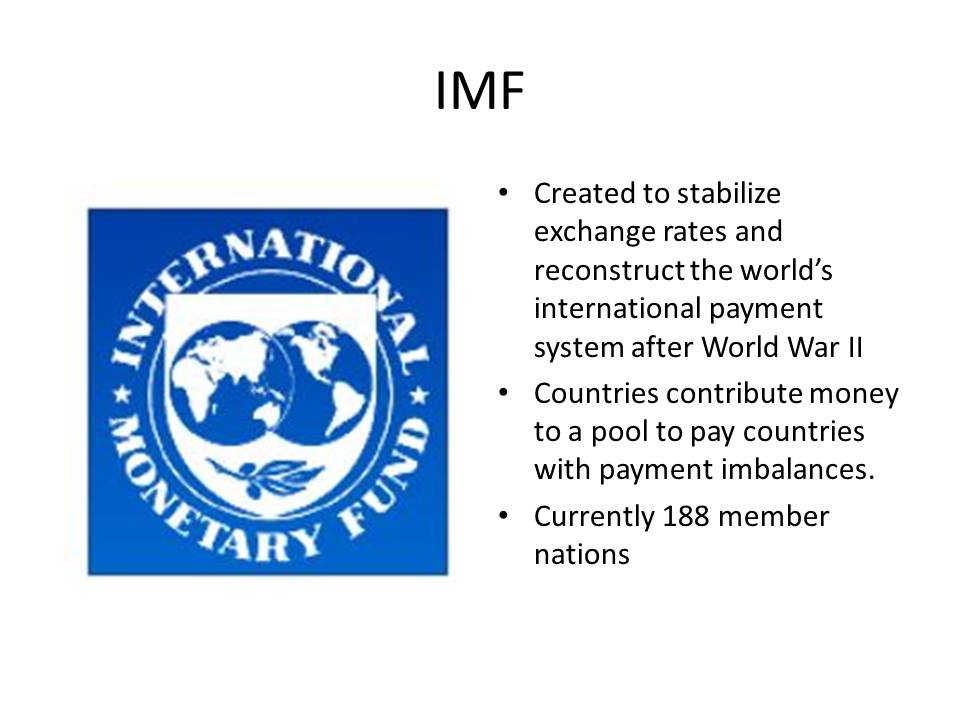 IMF
INTERNATIONAL
MONETARY FUND
• Created to stabilize
exchange rates and
reconstruct the world’s
international payment
system after World War II
• Countries contribute money
to a pool to pay countries
with payment imbalances.
• Currently 188 member
nations